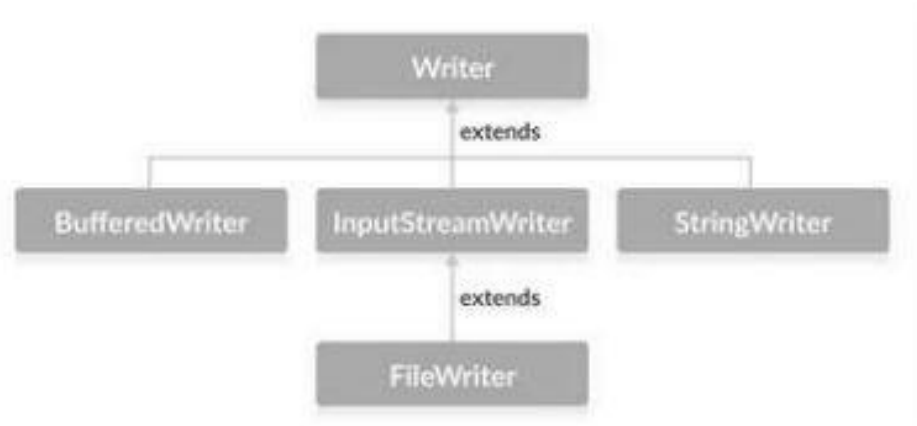 Writer
extends
BufferedWriter
InputStreamWriter
StringWriter
extends
FileWriter